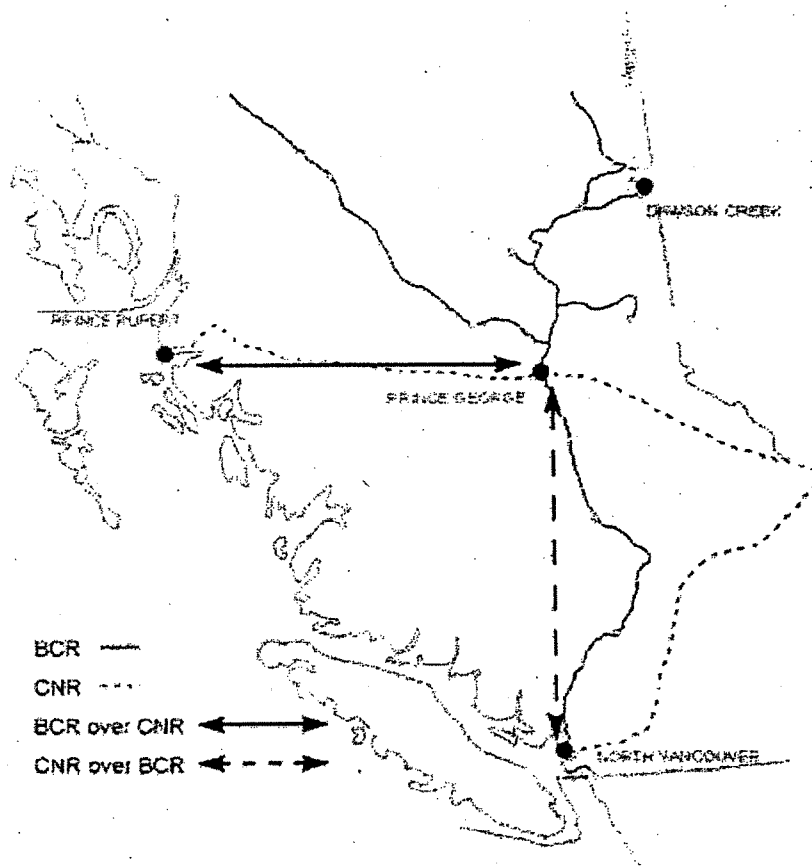 DAWSON CREEK
PRINCE RUPERT
PRINCE GEORGE
BCR
CNR
BCR over CNR
CNR over BCR
NORTH VANCOUVER